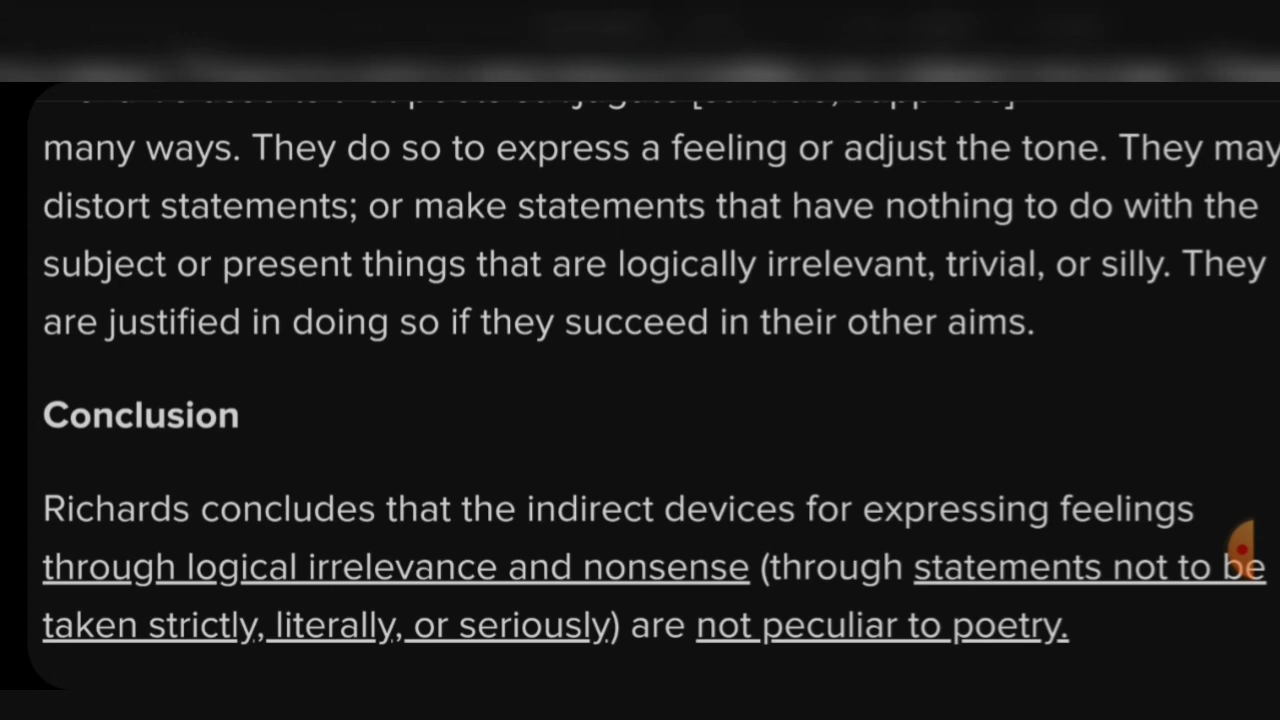 many ways. They do so to express a feeling or adjust the tone. They may
distort statements; or make statements that have nothing to do with the
subject or present things that are logically irrelevant, trivial, or silly. They
are justified in doing so if they succeed in their other aims.
Conclusion
Richards concludes that the indirect devices for expressing feelings
through logical irrelevance and nonsense (through statements not to be
taken strictly, literally, or seriously) are not peculiar to poetry.